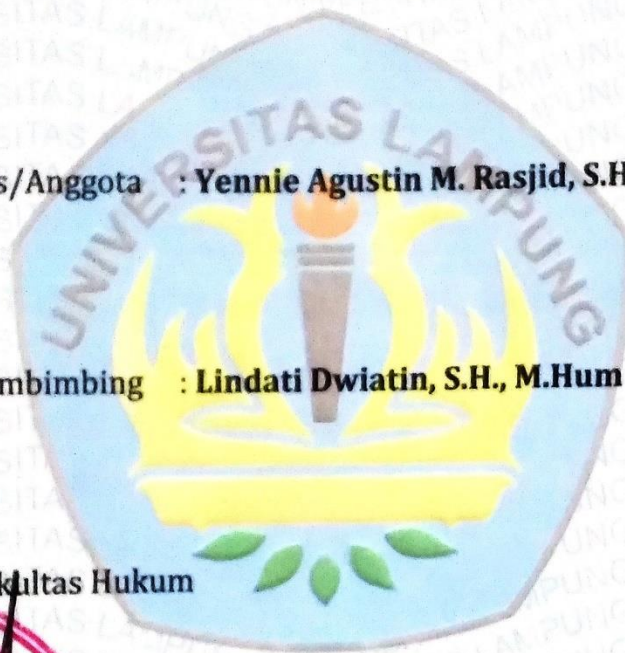 UNIVERSITAS LAMPUNG
s/Anggota : Yennie Agustin M. Rasjid, S.H
mbimbing : Lindati Dwiatin, S.H., M.Hum
kultas Hukum